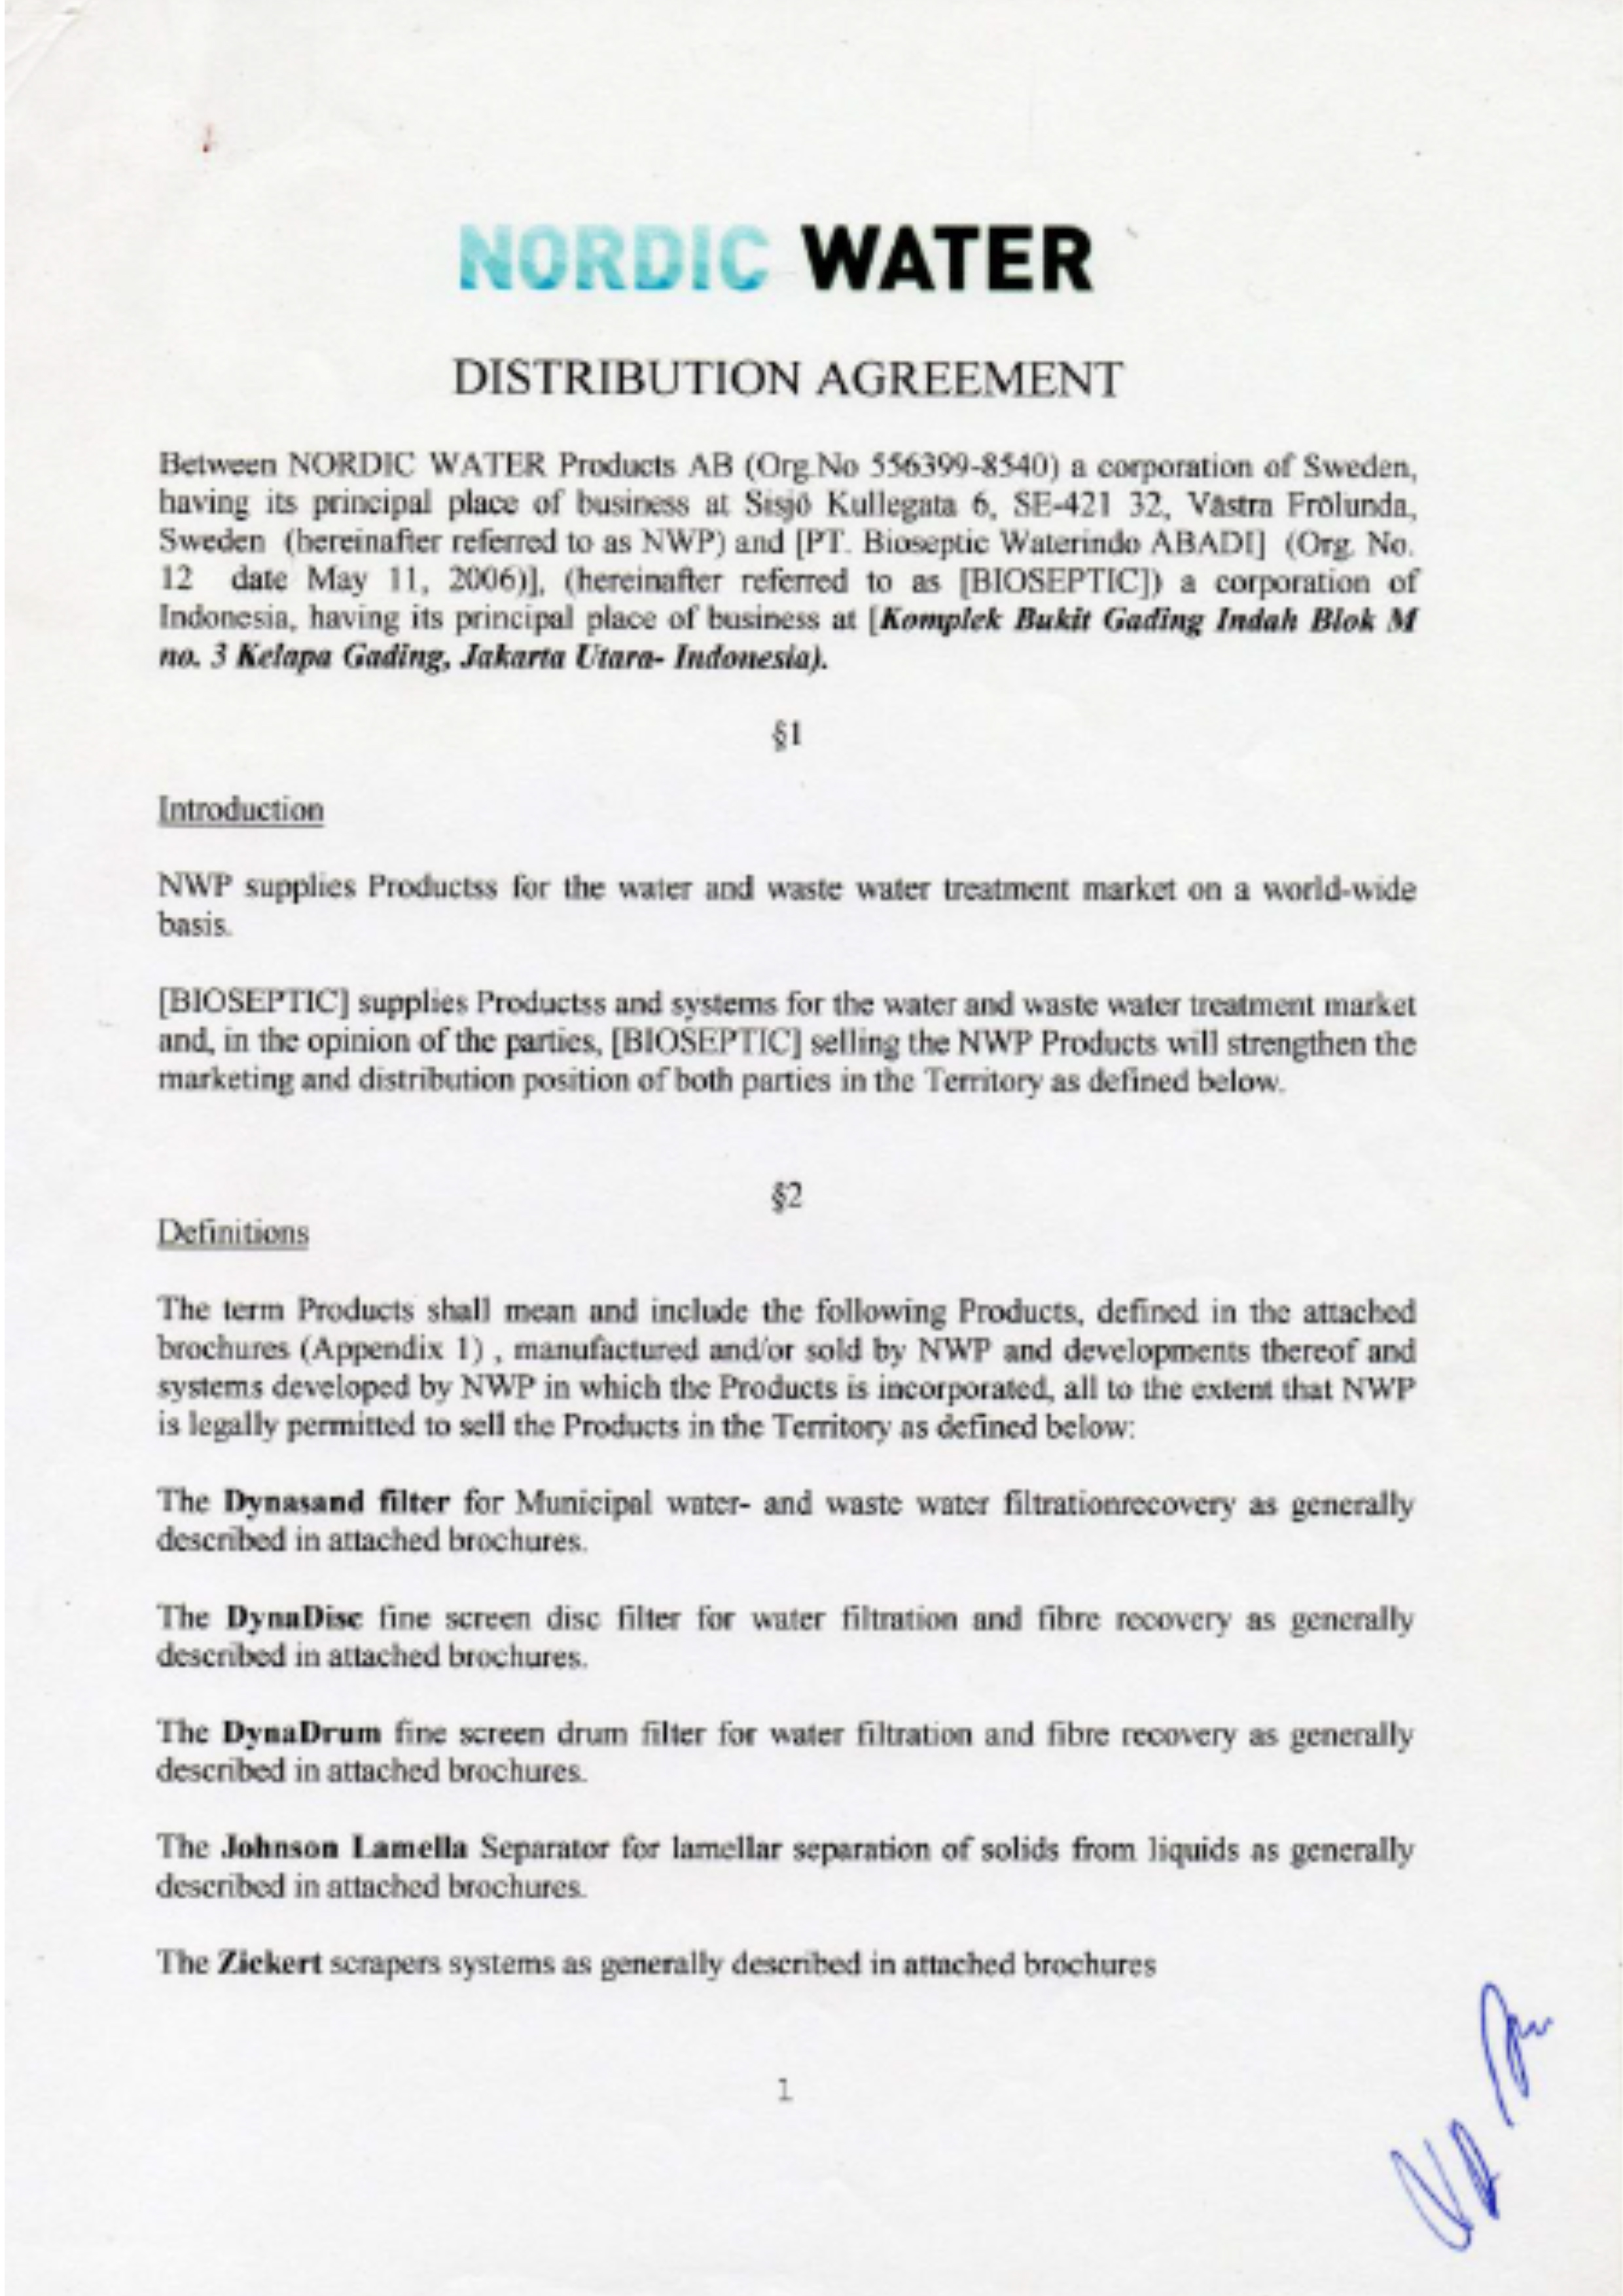 NORDIC WATER
DISTRIBUTION AGREEMENT
Between NORDIC WATER Products AB (Org.No 556399-8540) a corporation of Sweden,
having its principal place of business at Sisjö Kullegata 6, SE-421 32, Västra Frölunda,
Sweden (hereinafter referred to as NWP) and [PT. Bioseptic Waterindo ABADI] (Org. No.
12 date May 11, 2006)], (hereinafter referred to as [BIOSEPTIC]) a corporation of
Indonesia, having its principal place of business at [Komplek Bukit Gading Indah Blok M
no. 3 Kelapa Gading, Jakarta Utara- Indonesia).
§1
Introduction
NWP supplies Productss for the water and waste water treatment market on a world-wide
basis.
[BIOSEPTIC] supplies Productss and systems for the water and waste water treatment market
and, in the opinion of the parties, [BIOSEPTIC] selling the NWP Products will strengthen the
marketing and distribution position of both parties in the Territory as defined below.
§2
Definitions
The term Products shall mean and include the following Products, defined in the attached
brochures (Appendix 1) , manufactured and/or sold by NWP and developments thereof and
systems developed by NWP in which the Products is incorporated, all to the extent that NWP
is legally permitted to sell the Products in the Territory as defined below:
The Dynasand filter for Municipal water- and waste water filtrationrecovery as generally
described in attached brochures.
The DynaDisc fine screen disc filter for water filtration and fibre recovery as generally
described in attached brochures.
The DynaDrum fine screen drum filter for water filtration and fibre recovery as generally
described in attached brochures.
The Johnson Lamella Separator for lamellar separation of solids from liquids as generally
described in attached brochures.
The Zickert scrapers systems as generally described in attached brochures
1